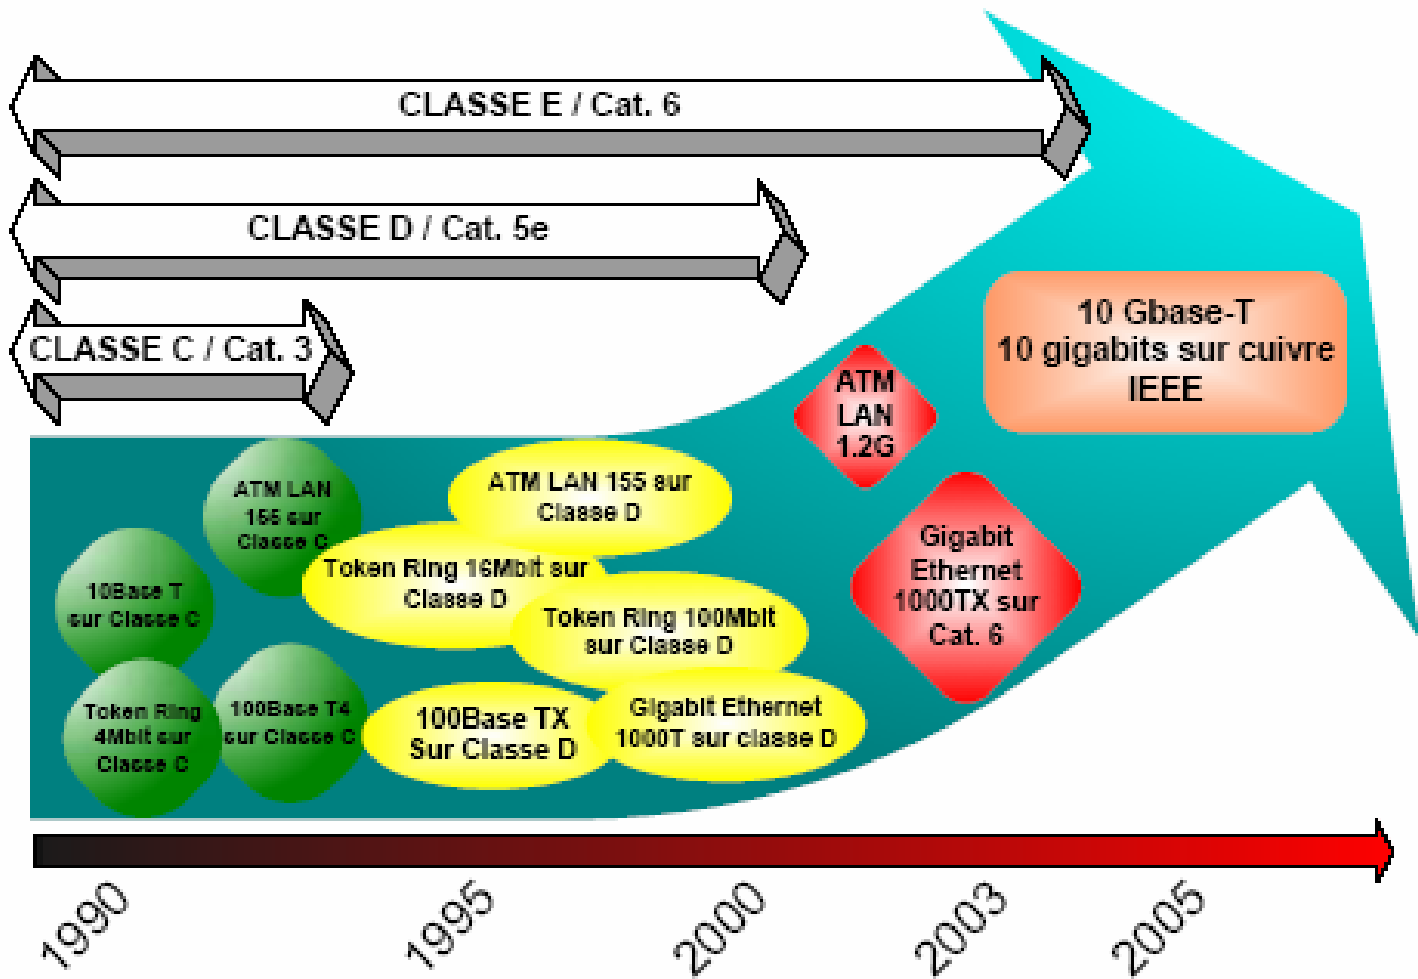 CLASSE E / Cat. 6
CLASSE D / Cat. 5e
CLASSE C / Cat. 3
10 Gbase-T
10 gigabits sur cuivre
IEEE
ATM
LAN
1.2G
ATM LAN
155 sur
Classe C
ATM LAN 155 sur
Classe D
Gigabit
Ethernet
1000TX sur
Cat. 6
10Base T
sur Classe C
Token Ring 16Mbit sur
Classe D
Token Ring 100Mbit
sur Classe D
Token Ring
4Mbit sur
Classe C
100Base T4
sur Classe C
100Base TX
Sur Classe D
Gigabit Ethernet
1000T sur classe D
1990
1995
2000
2003
2005